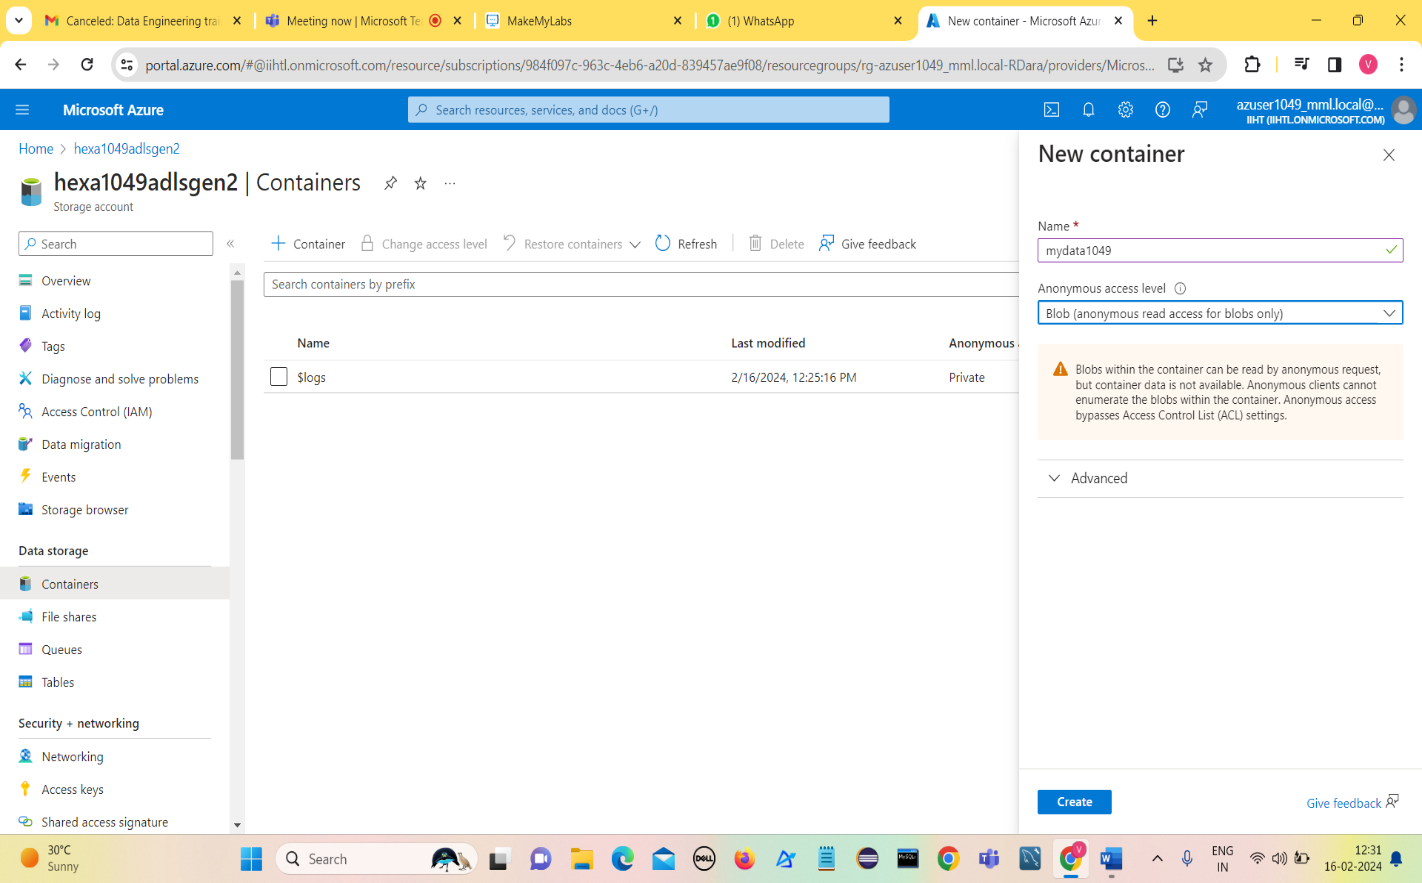 Canceled: Data Engineering trai
Meeting now | Microsoft Te
MakeMyLabs
(1) WhatsApp
New container - Microsoft Azur
portal.azure.com/#@iihtl.onmicrosoft.com/resource/subscriptions/984f097c-963c-4eb6-a20d-839457ae9f08/resourcegroups/rg-azuser1049_mml.local-RDara/providers/Micros...
V
Microsoft Azure
Search resources, services, and docs (G+/)
azuser1049_mml.local@...
IIHT (IIHTL.ONMICROSOFT.COM)
Home > hexa1049adlsgen2
hexa1049adlsgen2 | Containers
Storage account
Search
Overview
Activity log
Tags
Diagnose and solve problems
Access Control (IAM)
Data migration
Events
Storage browser
Data storage
Containers
File shares
Queues
Tables
Security + networking
Networking
Access keys
Shared access signature
Container
Change access level
Restore containers
Refresh
Delete
Give feedback
Search containers by prefix
Name Last modified Anonymous
$logs 2/16/2024, 12:25:16 PM Private
New container
Name *
mydata1049
Anonymous access level
Blob (anonymous read access for blobs only)
Blobs within the container can be read by anonymous request,
but container data is not available. Anonymous clients cannot
enumerate the blobs within the container. Anonymous access
bypasses Access Control List (ACL) settings.
Advanced
Create
Give feedback
30°C
Sunny
Search
DELL
MySQL
V
W
ENG
IN
12:31
16-02-2024